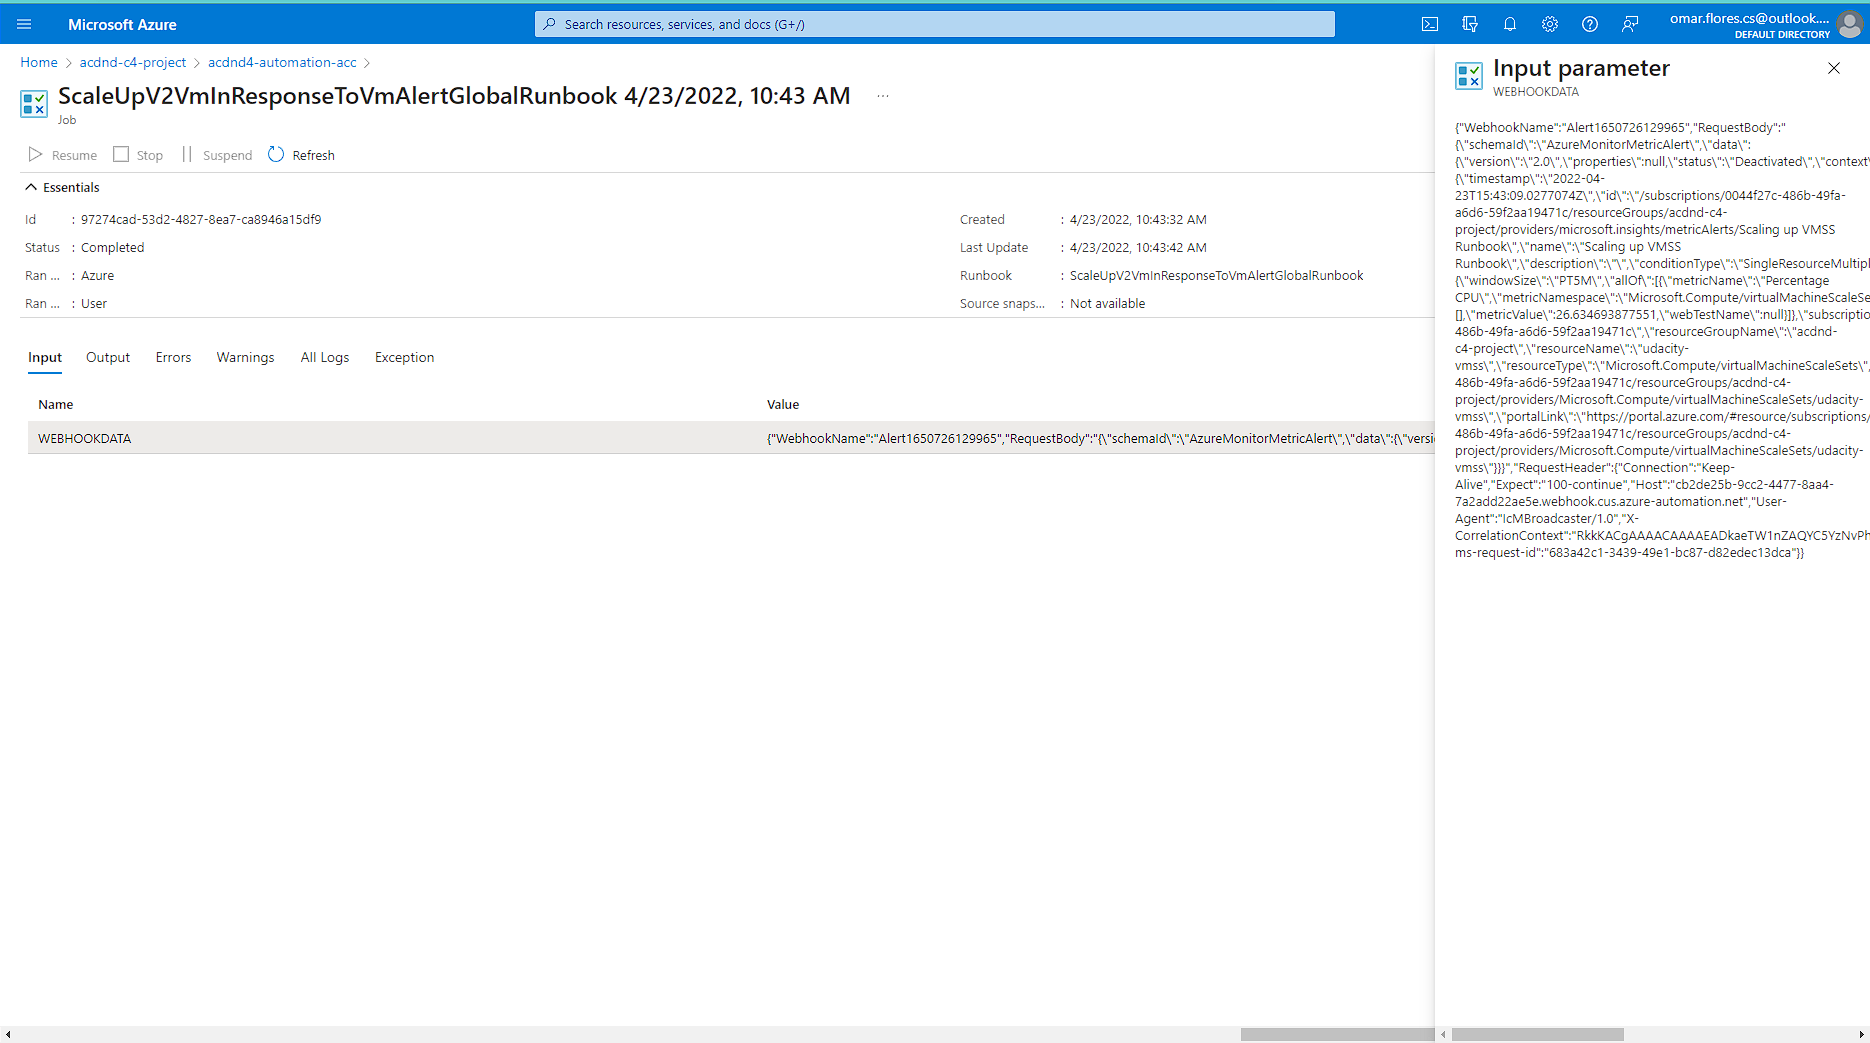 Microsoft Azure
Search resources, services, and docs (G+/)
omar.flores.cs@outlook....
DEFAULT DIRECTORY
Home
acdnd-c4-project
acdnd4-automation-acc
ScaleUpV2VmInResponseToVmAlertGlobalRunbook 4/23/2022, 10:43 AM
...
Job
Resume
Stop
Suspend
Refresh
Essentials
Id : 97274cad-53d2-4827-8ea7-ca8946a15df9
Status : Completed
Ran ... : Azure
Ran ... : User
Created : 4/23/2022, 10:43:32 AM
Last Update : 4/23/2022, 10:43:42 AM
Runbook : ScaleUpV2VmInResponseToVmAlertGlobalRunbook
Source snaps... : Not available
Input
Output
Errors
Warnings
All Logs
Exception
Name
Value
WEBHOOKDATA
{"WebhookName":"Alert1650726129965","RequestBody":"{\"schemaId\":\"AzureMonitorMetricAlert\",\"data\":{\"versi
Input parameter
WEBHOOKDATA
{"WebhookName":"Alert1650726129965","RequestBody":"
{\"schemaId\":\"AzureMonitorMetricAlert\",\"data\":
{\"version\":\"2.0\",\"properties\":null,\"status\":\"Deactivated\",\"context\
{\"timestamp\":\"2022-04-
23T15:43:09.0277074Z\",\"id\":\"/subscriptions/0044f27c-486b-49fa-
a6d6-59f2aa19471c/resourceGroups/acdnd-c4-
project/providers/microsoft.insights/metricAlerts/Scaling up VMSS
Runbook\",\"name\":\"Scaling up VMSS
Runbook\",\"description\":\"\",\"conditionType\":\"SingleResourceMultipl
{\"windowSize\":\"PT5M\",\"allOf\":[{\"metricName\":\"Percentage
CPU\",\"metricNamespace\":\"Microsoft.Compute/virtualMachineScaleSe
[],\"metricValue\":26.634693877551,\"webTestName\":null}]},\"subscriptio
486b-49fa-a6d6-59f2aa19471c\",\"resourceGroupName\":\"acdnd-
c4-project\",\"resourceName\":\"udacity-
vmss\",\"resourceType\":\"Microsoft.Compute/virtualMachineScaleSets\",
486b-49fa-a6d6-59f2aa19471c/resourceGroups/acdnd-c4-
project/providers/Microsoft.Compute/virtualMachineScaleSets/udacity-
vmss\",\"portalLink\":\"https://portal.azure.com/#resource/subscriptions/
486b-49fa-a6d6-59f2aa19471c/resourceGroups/acdnd-c4-
project/providers/Microsoft.Compute/virtualMachineScaleSets/udacity-
vmss\"}}}","RequestHeader":{"Connection":"Keep-
Alive","Expect":"100-continue","Host":"cb2de25b-9cc2-4477-8aa4-
7a2add22ae5e.webhook.cus.azure-automation.net","User-
Agent":"IcMBroadcaster/1.0","X-
CorrelationContext":"RkkKACgAAAACAAAAEADkaeTW1nZAQYC5YzNvPh
ms-request-id":"683a42c1-3439-49e1-bc87-d82edec13dca"}}